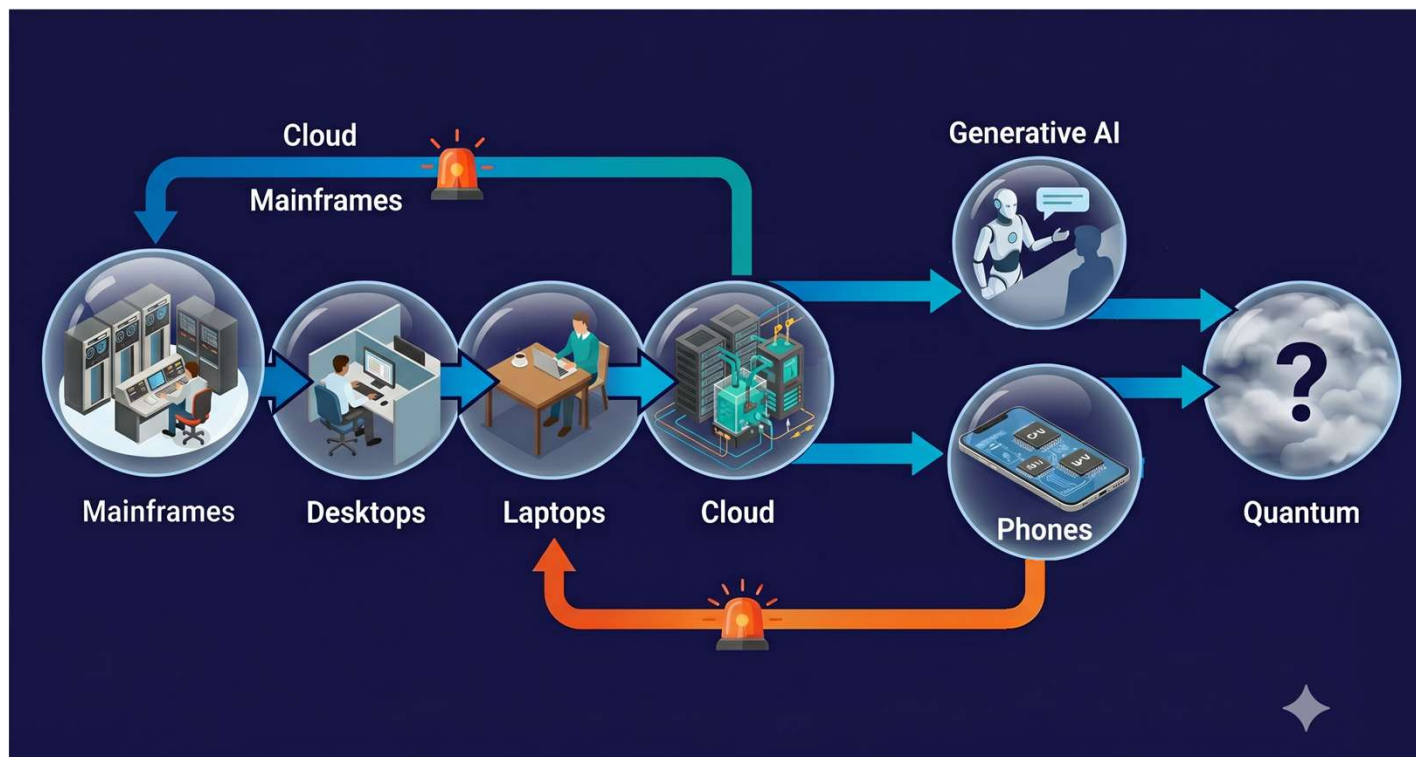 Cloud
Mainframes
Generative AI
?
Mainframes
Desktops
Laptops
Cloud
Phones
Quantum